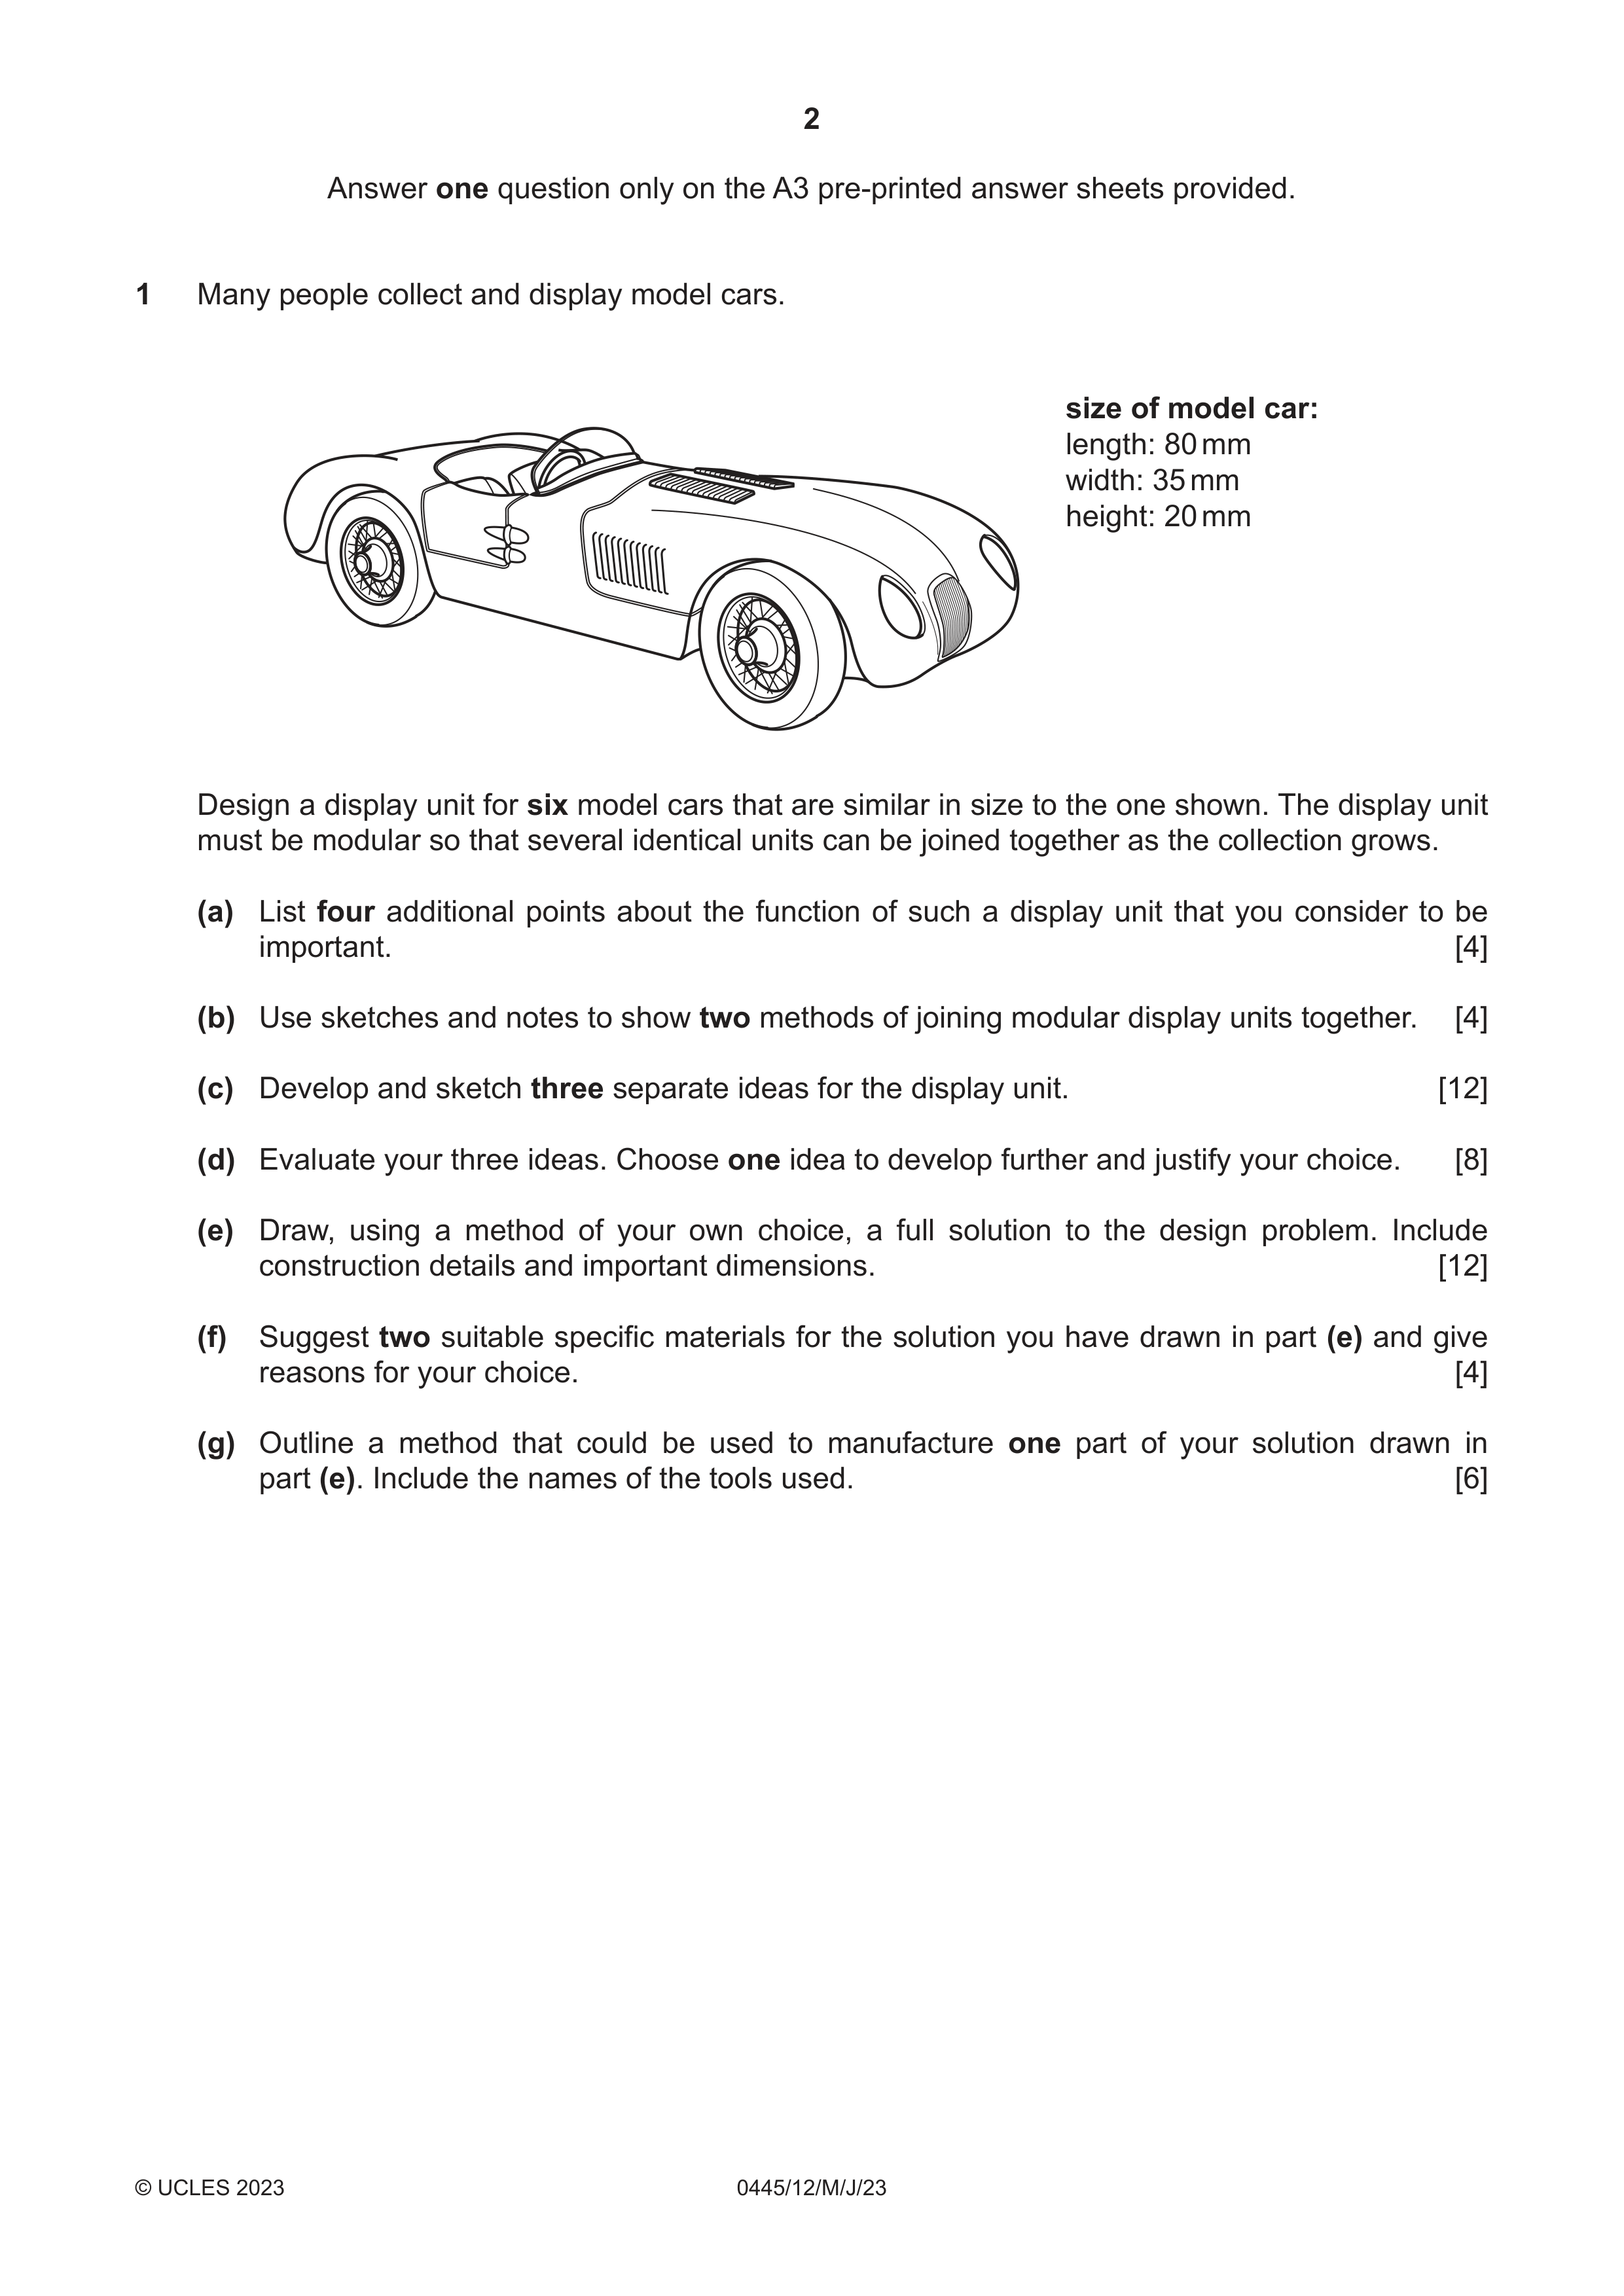 2
Answer one question only on the A3 pre-printed answer sheets provided.
1 Many people collect and display model cars.
size of model car:
length: 80 mm
width: 35 mm
height: 20 mm
Design a display unit for six model cars that are similar in size to the one shown. The display unit
must be modular so that several identical units can be joined together as the collection grows.
(a) List four additional points about the function of such a display unit that you consider to be
important. [4]
(b) Use sketches and notes to show two methods of joining modular display units together. [4]
(c) Develop and sketch three separate ideas for the display unit. [12]
(d) Evaluate your three ideas. Choose one idea to develop further and justify your choice. [8]
(e) Draw, using a method of your own choice, a full solution to the design problem. Include
construction details and important dimensions. [12]
(f) Suggest two suitable specific materials for the solution you have drawn in part (e) and give
reasons for your choice. [4]
(g) Outline a method that could be used to manufacture one part of your solution drawn in
part (e). Include the names of the tools used. [6]
© UCLES 2023 0445/12/M/J/23